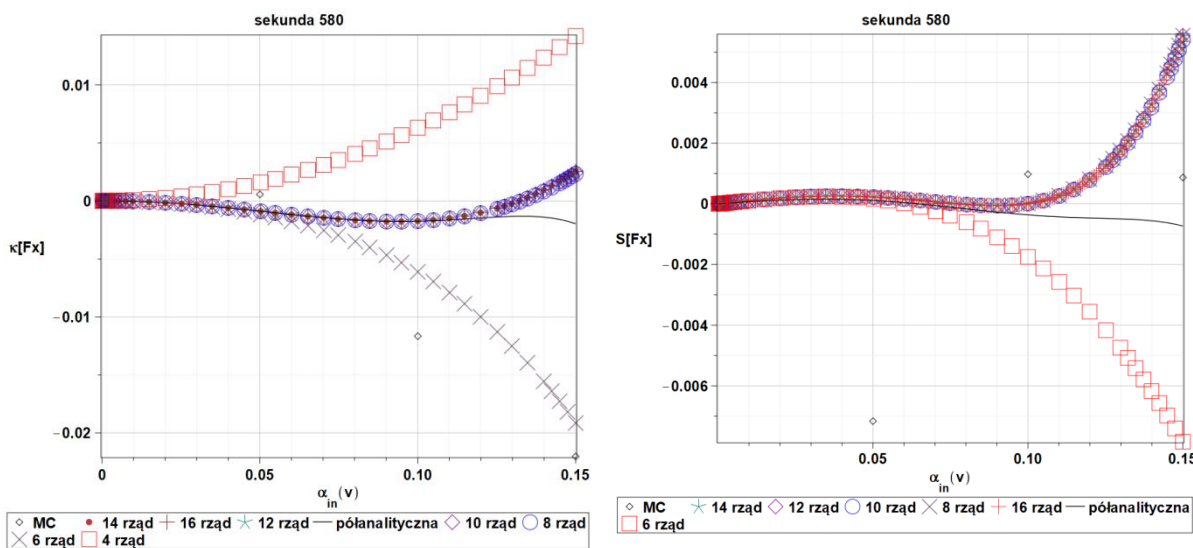 sekunda 580
0.01
0
κ[Fx]
−0.01
−0.02
0 0.05 0.10 0.15
α_in(v)
MC 14 rząd 16 rząd 12 rząd półanalityczna 10 rząd 8 rząd
6 rząd 4 rząd
sekunda 580
0.004
0.002
0
S[Fx]
−0.002
−0.004
−0.006
0.05 0.10 0.15
α_in(v)
MC 14 rząd 12 rząd 10 rząd 8 rząd 16 rząd półanalityczna
6 rząd